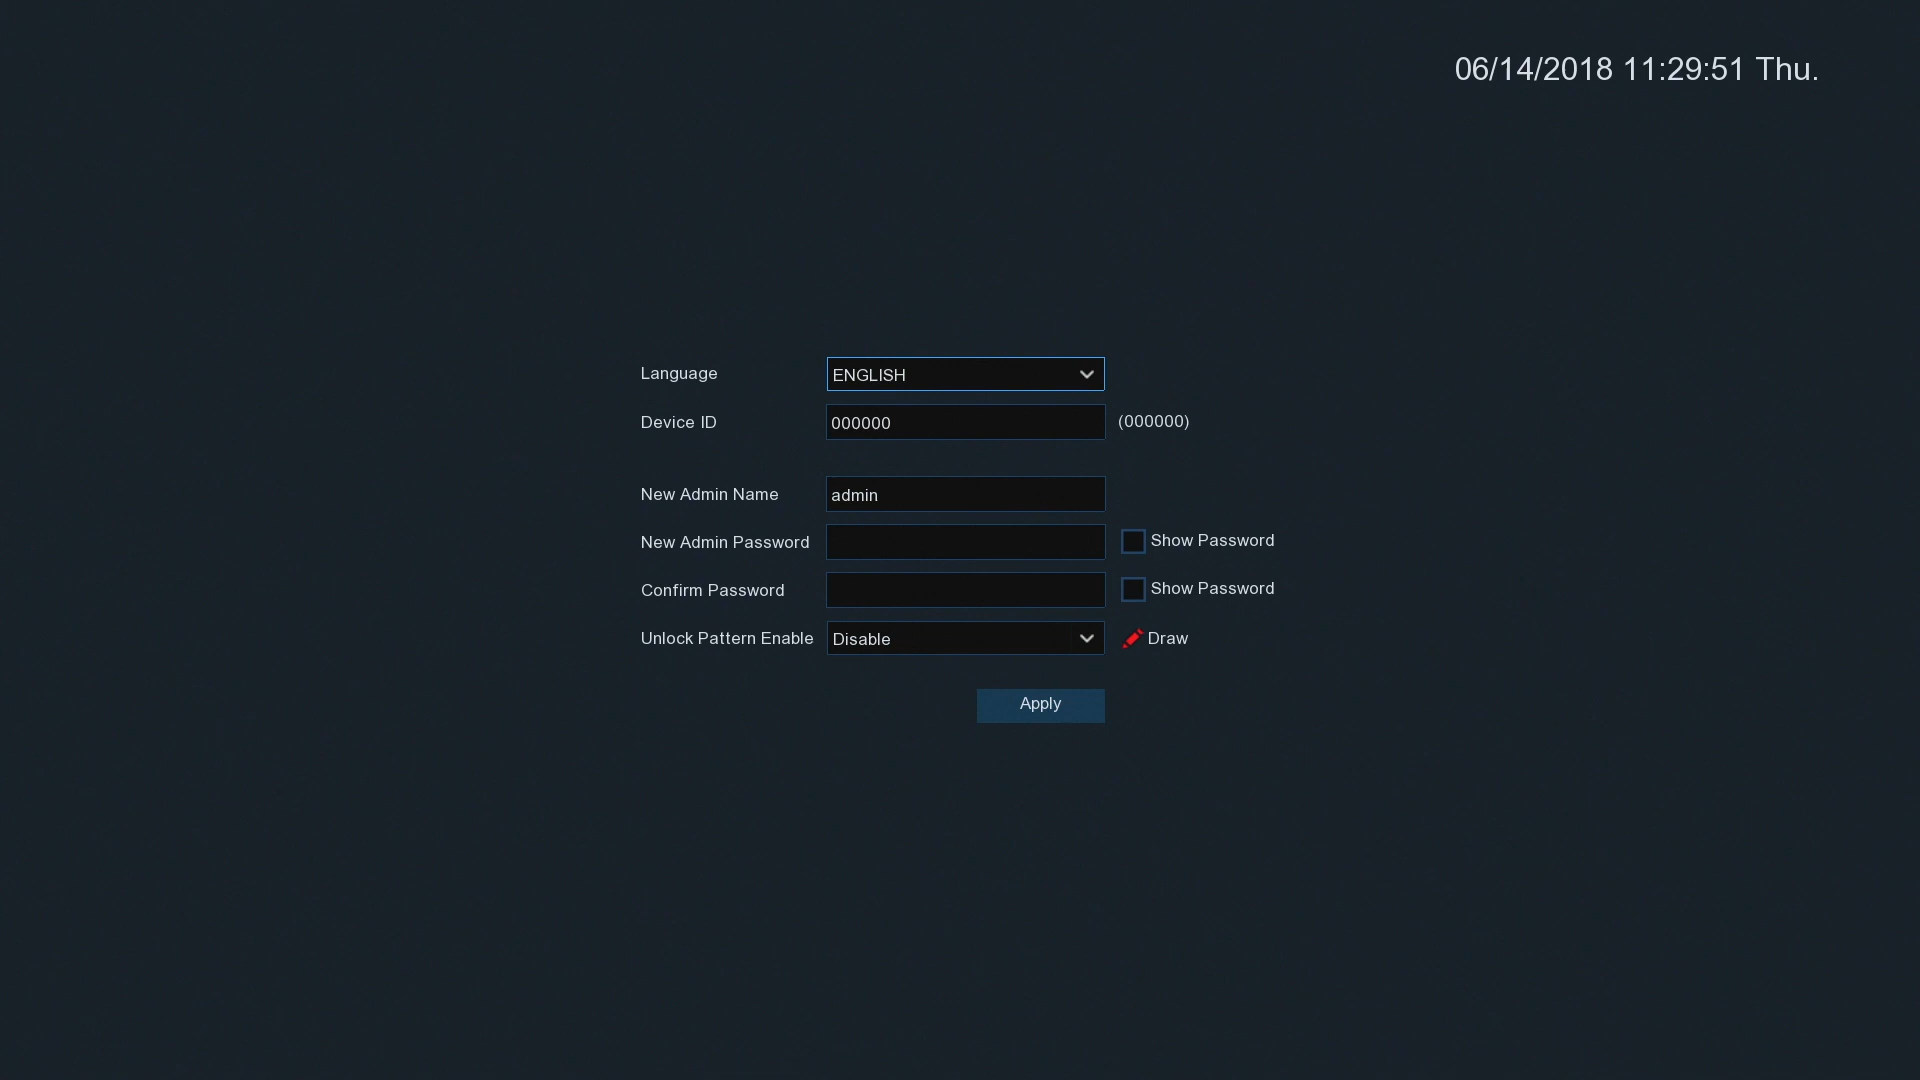 06/14/2018 11:29:51 Thu.
Language ENGLISH
Device ID 000000 (000000)
New Admin Name admin
New Admin Password Show Password
Confirm Password Show Password
Unlock Pattern Enable Disable Draw
Apply